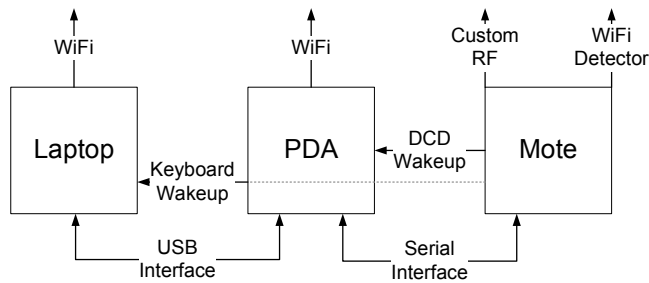 WiFi
WiFi
Custom
RF
WiFi
Detector
Laptop
PDA
Mote
Keyboard
Wakeup
DCD
Wakeup
USB
Interface
Serial
Interface